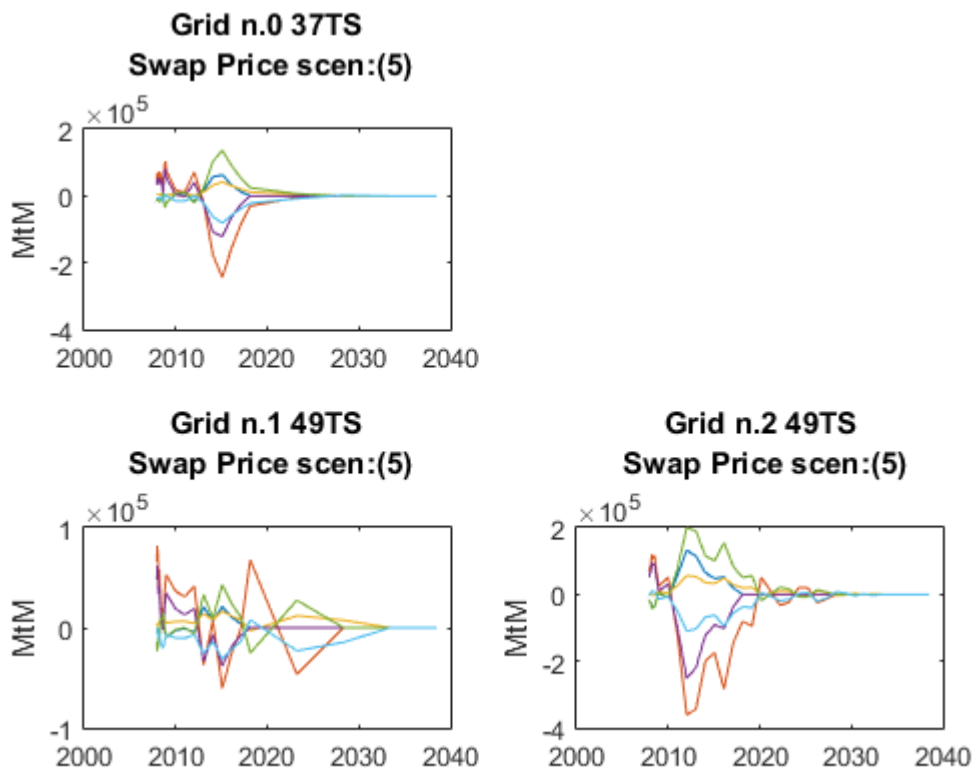 Grid n.0 37TS
Swap Price scen:(5)
×10^5
2
0
-2
-4
MtM
2000 2010 2020 2030 2040
Grid n.1 49TS
Swap Price scen:(5)
×10^5
1
0
-1
MtM
2000 2010 2020 2030 2040
Grid n.2 49TS
Swap Price scen:(5)
×10^5
2
0
-2
-4
MtM
2000 2010 2020 2030 2040